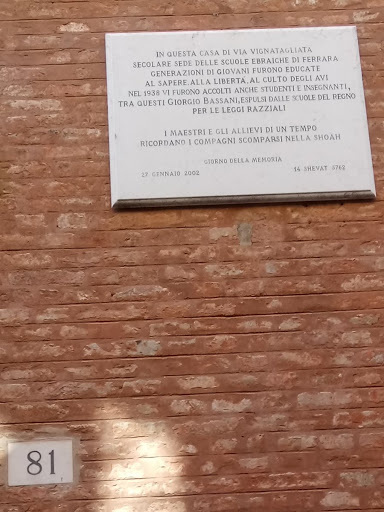 IN QUESTA CASA DI VIA VIGNATAGLIATA
SECOLARE SEDE DELLE SCUOLE EBRAICHE DI FERRARA
GENERAZIONI DI GIOVANI FURONO EDUCATE
AL SAPERE, ALLA LIBERTÀ, AL CULTO DEGLI AVI
NEL 1938 VI FURONO ACCOLTI ANCHE STUDENTI E INSEGNANTI,
TRA QUESTI GIORGIO BASSANI, ESPULSI DALLE SCUOLE DEL REGNO
PER LE LEGGI RAZZIALI
I MAESTRI E GLI ALLIEVI DI UN TEMPO
RICORDANO I COMPAGNI SCOMPARSI NELLA SHOAH
GIORNO DELLA MEMORIA
27 GENNAIO 2002 14 SHEVAT 5762
81